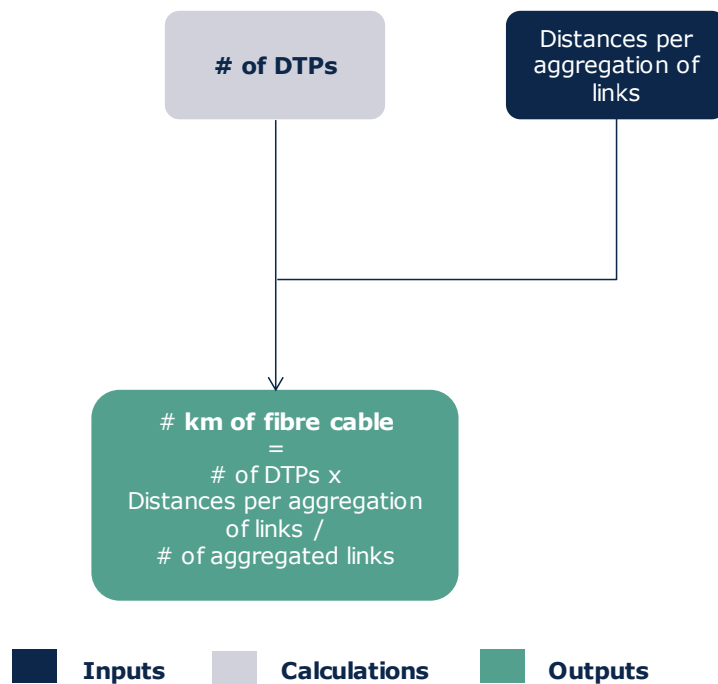 # of DTPs
Distances per
aggregation of
links
# km of fibre cable
=
# of DTPs x
Distances per aggregation
of links /
# of aggregated links
Inputs
Calculations
Outputs